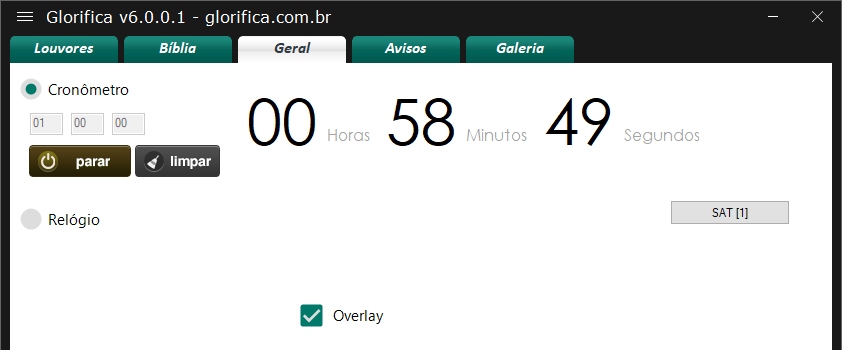 Glorifica v6.0.0.1 - glorifica.com.br
Louvores Bíblia Geral Avisos Galeria
Cronômetro
01 00 00
00 Horas 58 Minutos 49 Segundos
parar limpar
Relógio
SAT [1]
Overlay